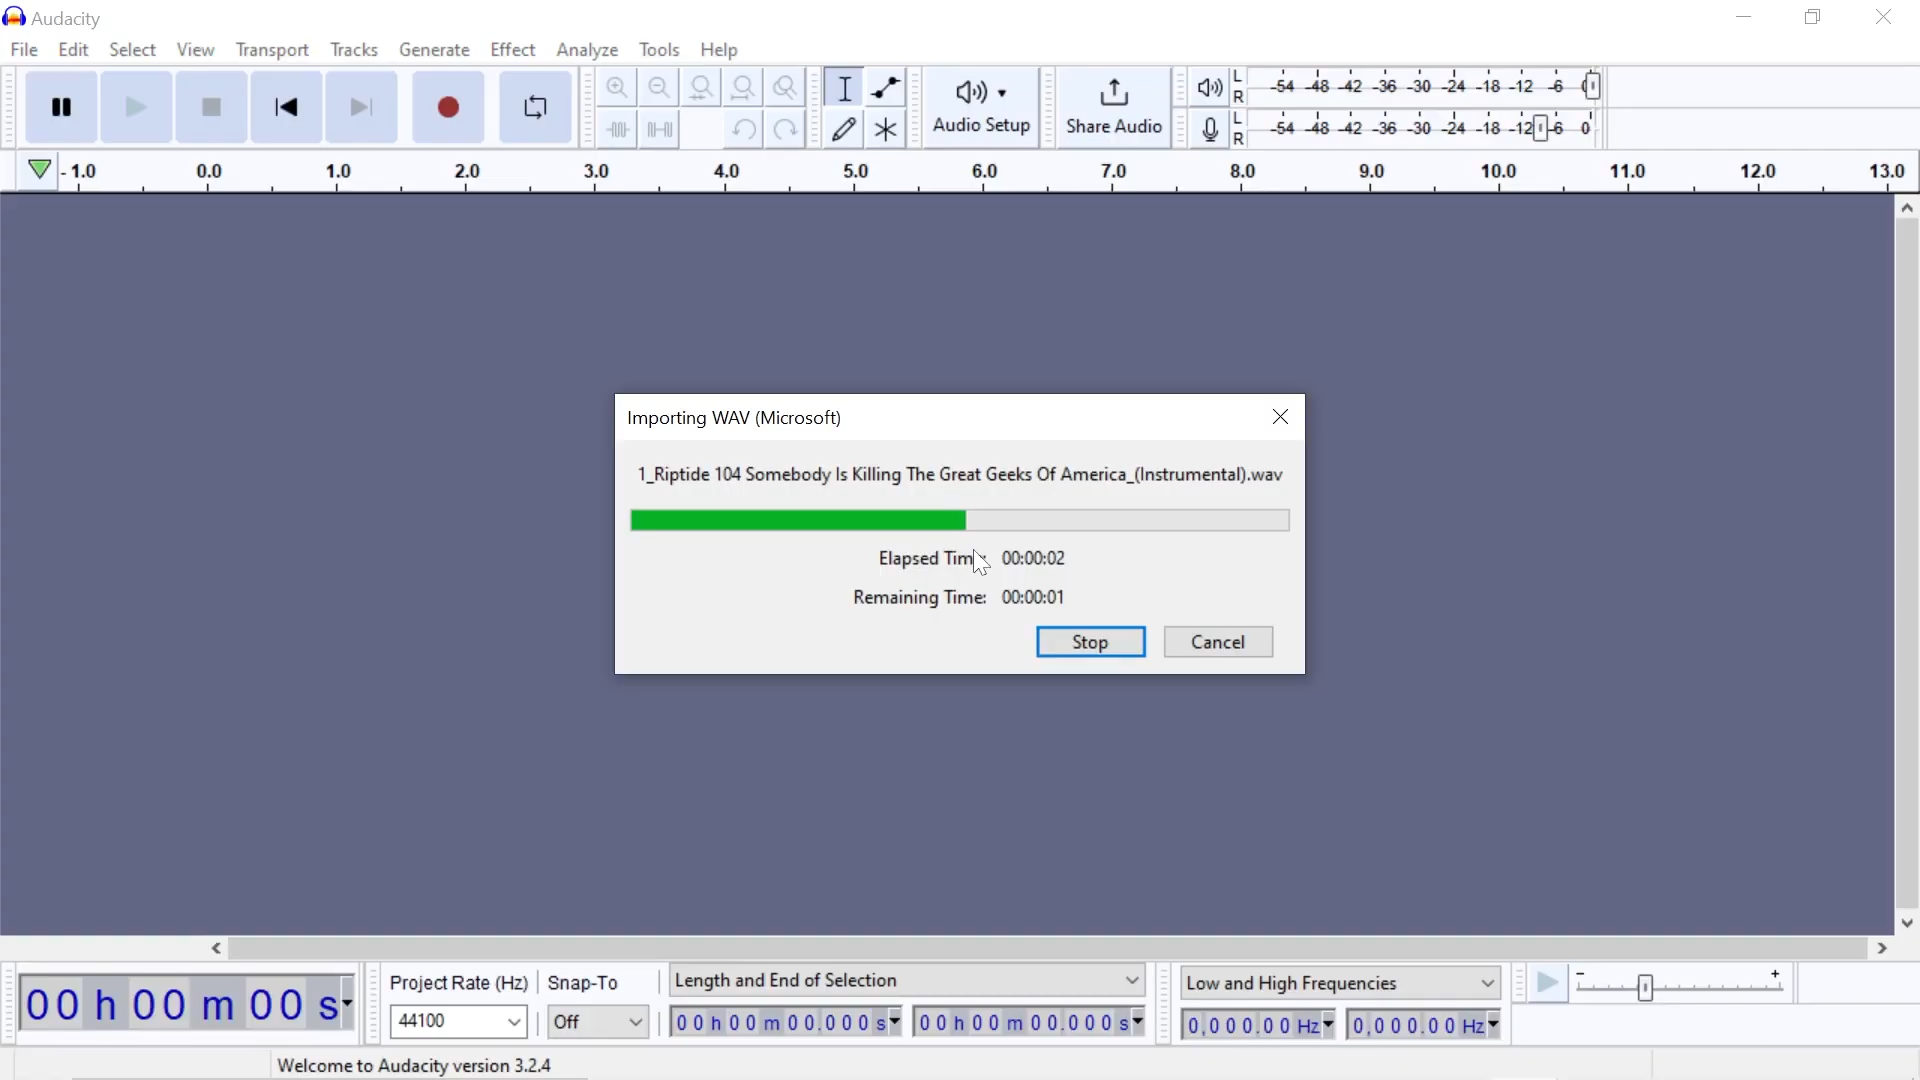 Audacity
File Edit Select View Transport Tracks Generate Effect Analyze Tools Help
Audio Setup
Share Audio
L R -54 -48 -42 -36 -30 -24 -18 -12 -6 0
L R -54 -48 -42 -36 -30 -24 -18 -12 -6 0
-1.0 0.0 1.0 2.0 3.0 4.0 5.0 6.0 7.0 8.0 9.0 10.0 11.0 12.0 13.0
Importing WAV (Microsoft)
1_Riptide 104 Somebody Is Killing The Great Geeks Of America_(Instrumental).wav
Elapsed Time: 00:00:02
Remaining Time: 00:00:01
Stop Cancel
Project Rate (Hz) Snap-To Length and End of Selection Low and High Frequencies
00 h 00 m 00 s
44100 Off 00 h 00 m 00.000 s 00 h 00 m 00.000 s 0,000.00 Hz 0,000.00 Hz
Welcome to Audacity version 3.2.4